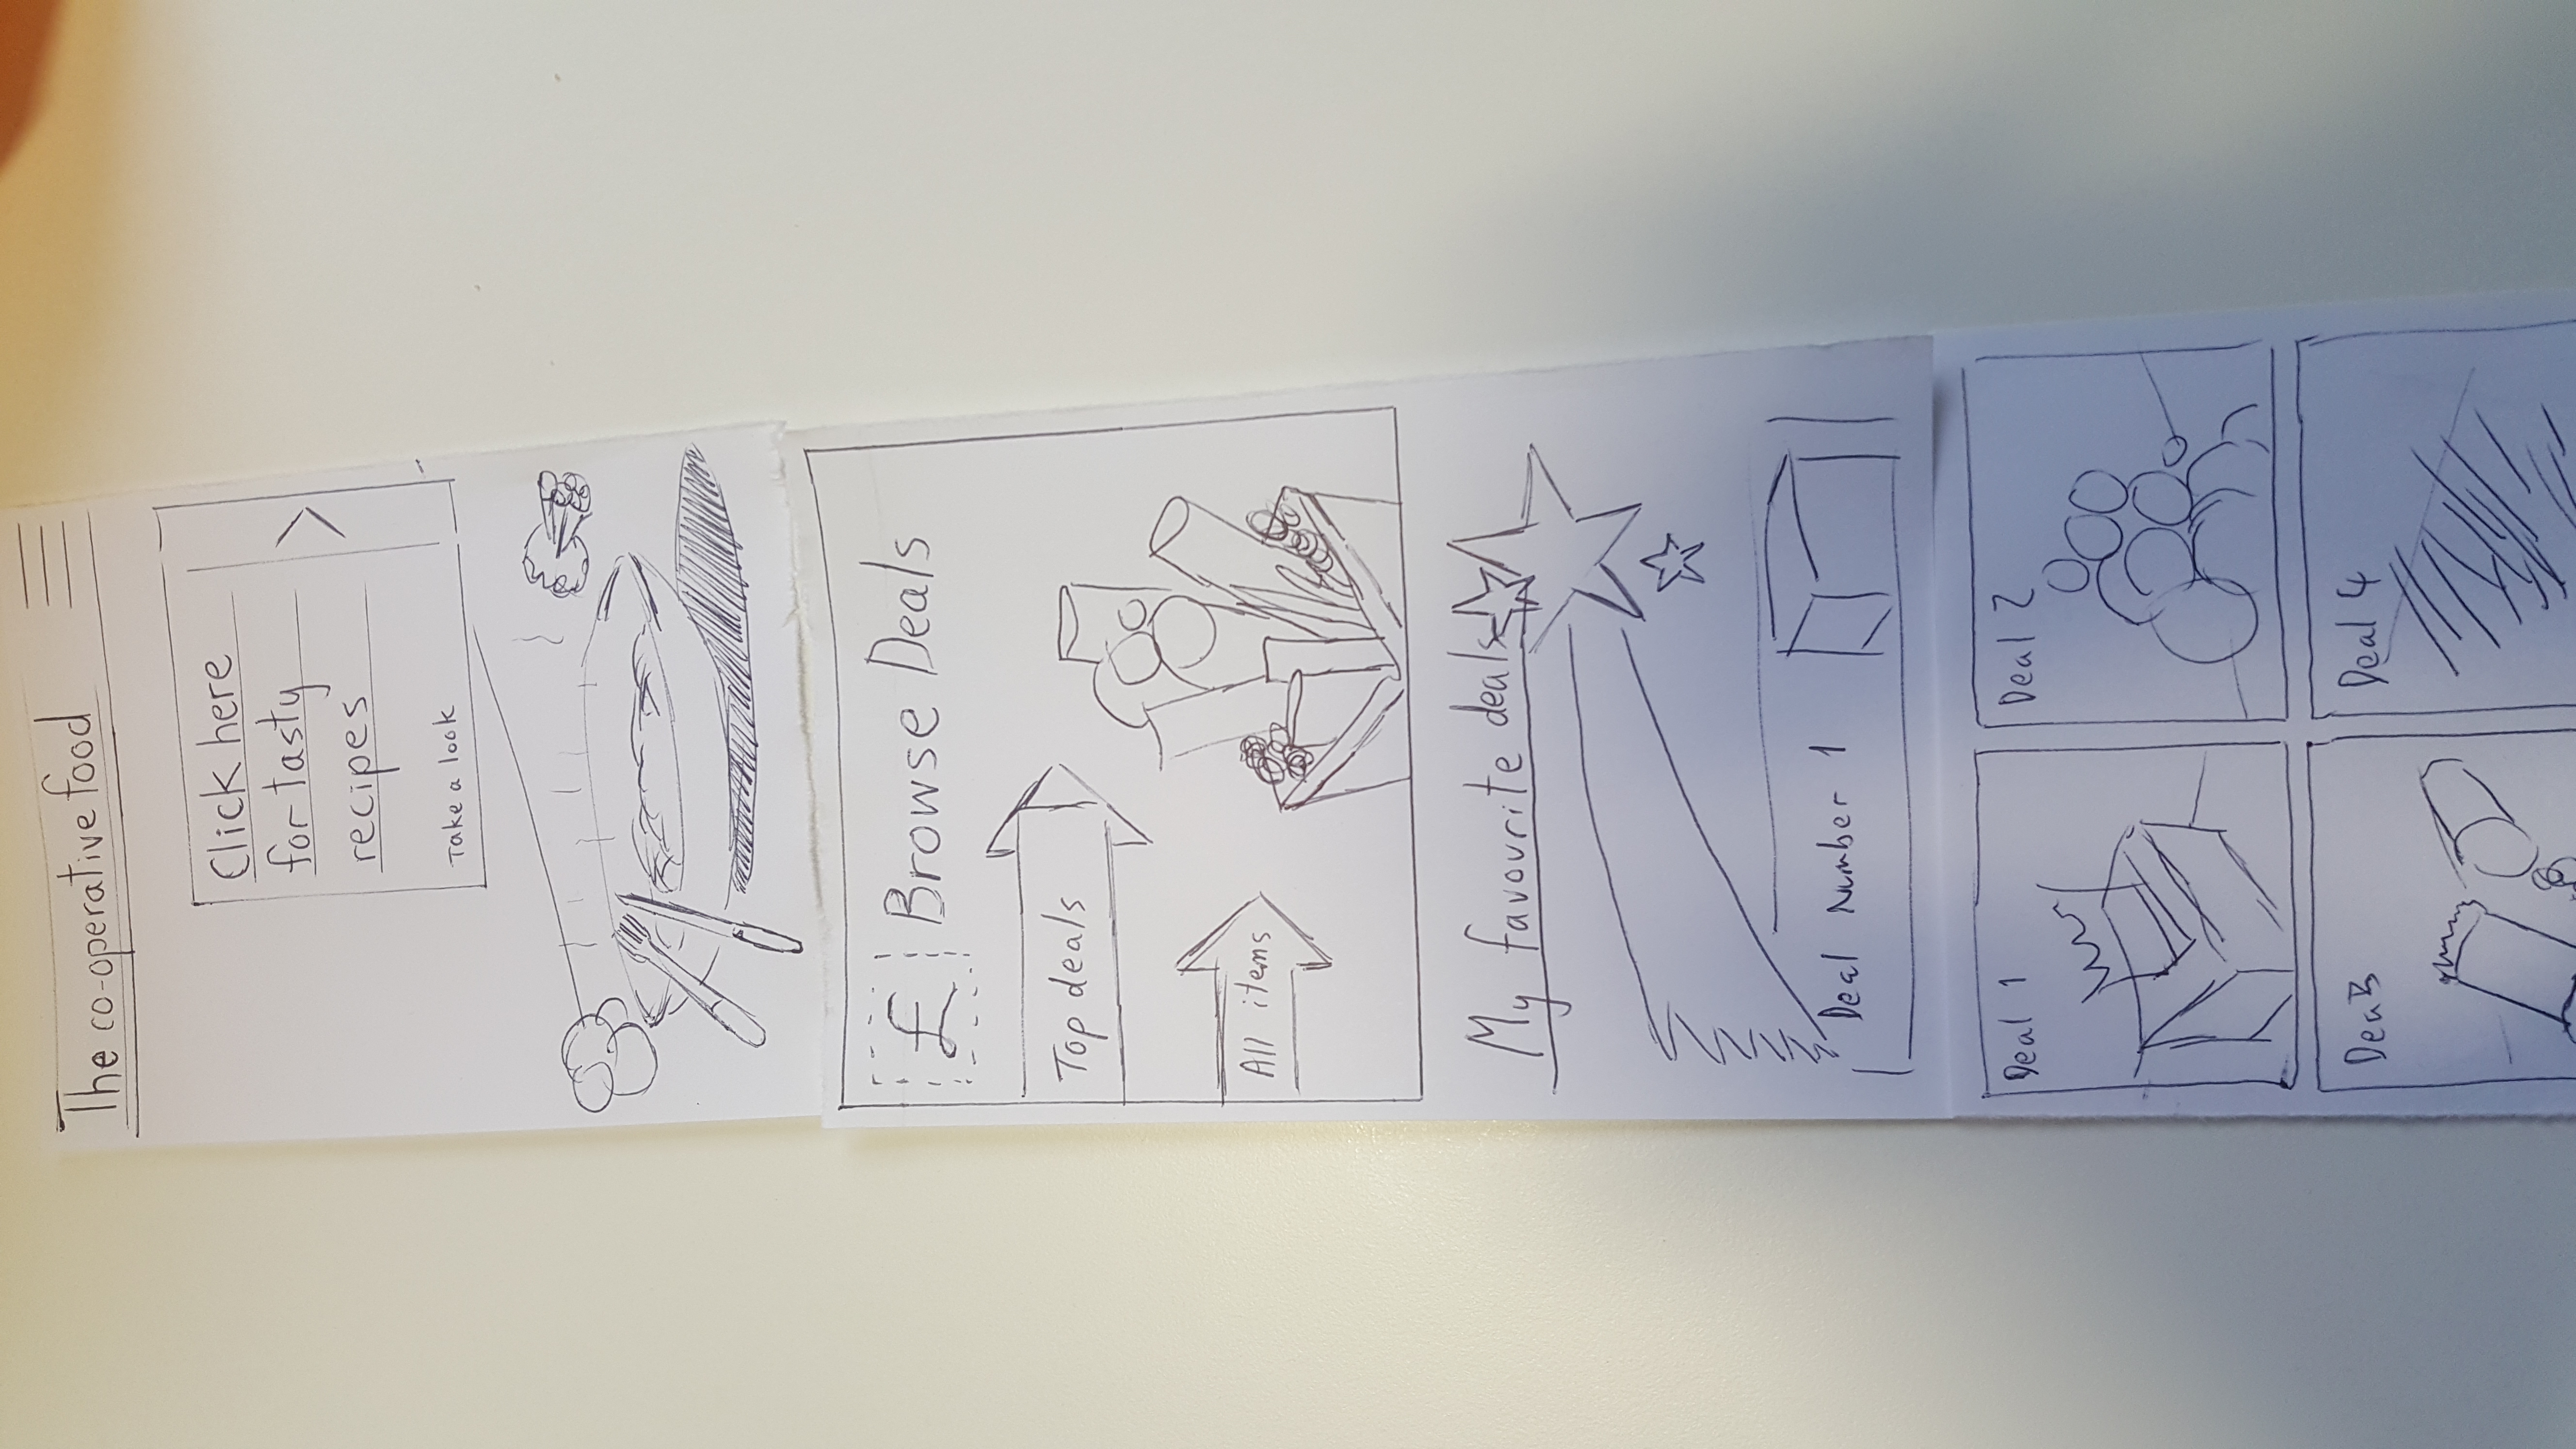 The co-operative food
Click here
for tasty
recipes
Take a look
£ Browse Deals
Top deals
All items
My favourite deals
Deal Number 1
Deal 1
Deal 2
Dea3
Deal 4